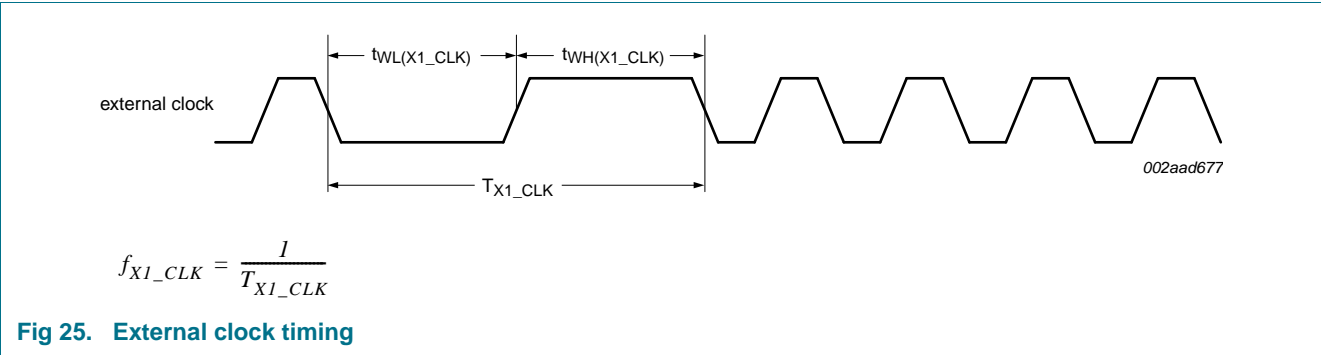 tWL(X1_CLK) tWH(X1_CLK)
external clock
002aad677
TX1_CLK
fX1_CLK = 1
TX1_CLK
Fig 25. External clock timing